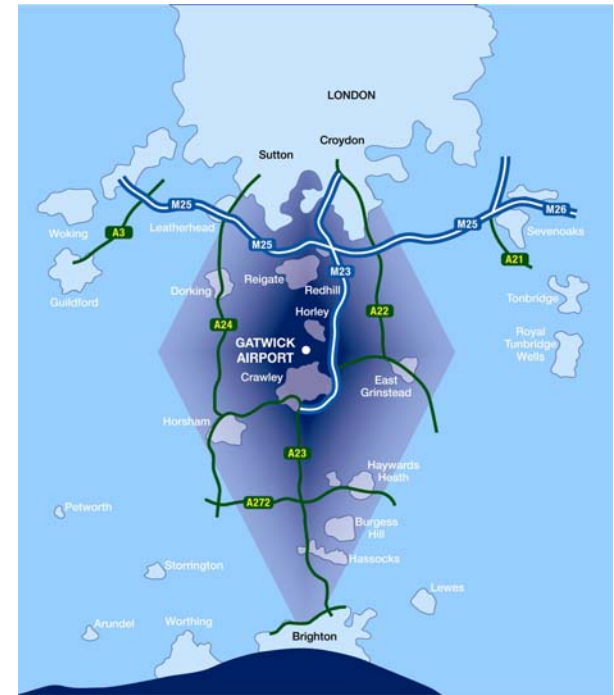 LONDON
Croydon
Sutton
M25
M26
Woking
A3
Leatherhead
M25
M25
Sevenoaks
Guildford
Dorking
Reigate
M23
Redhill
A21
Tonbridge
A24
Horley
A22
GATWICK
AIRPORT
Royal
Tunbridge
Wells
Crawley
East
Grinstead
Horsham
A23
Haywards
Heath
A272
Petworth
Burgess
Hill
Hassocks
Storrington
Lewes
Arundel
Worthing
Brighton